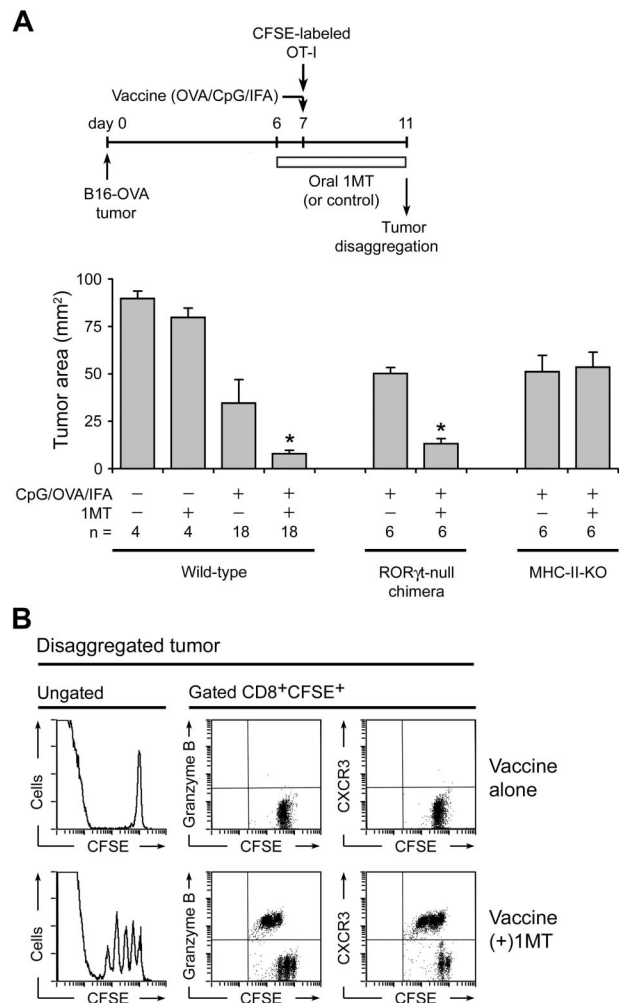 A
CFSE-labeled
OT-I
Vaccine (OVA/CpG/IFA)
day 0 6 7 11
B16-OVA
tumor
Oral 1MT
(or control)
Tumor
disaggregation
Tumor area (mm²)
100
75
50
25
0
* *
CpG/OVA/IFA – – + + + + + +
1MT – + – + – + – +
n = 4 4 18 18 6 6 6 6
Wild-type
RORγt-null
chimera
MHC-II-KO
B
Disaggregated tumor
Ungated Gated CD8⁺CFSE⁺
Cells Granzyme B CXCR3
CFSE CFSE CFSE
Vaccine
alone
Cells Granzyme B CXCR3
CFSE CFSE CFSE
Vaccine
(+)1MT